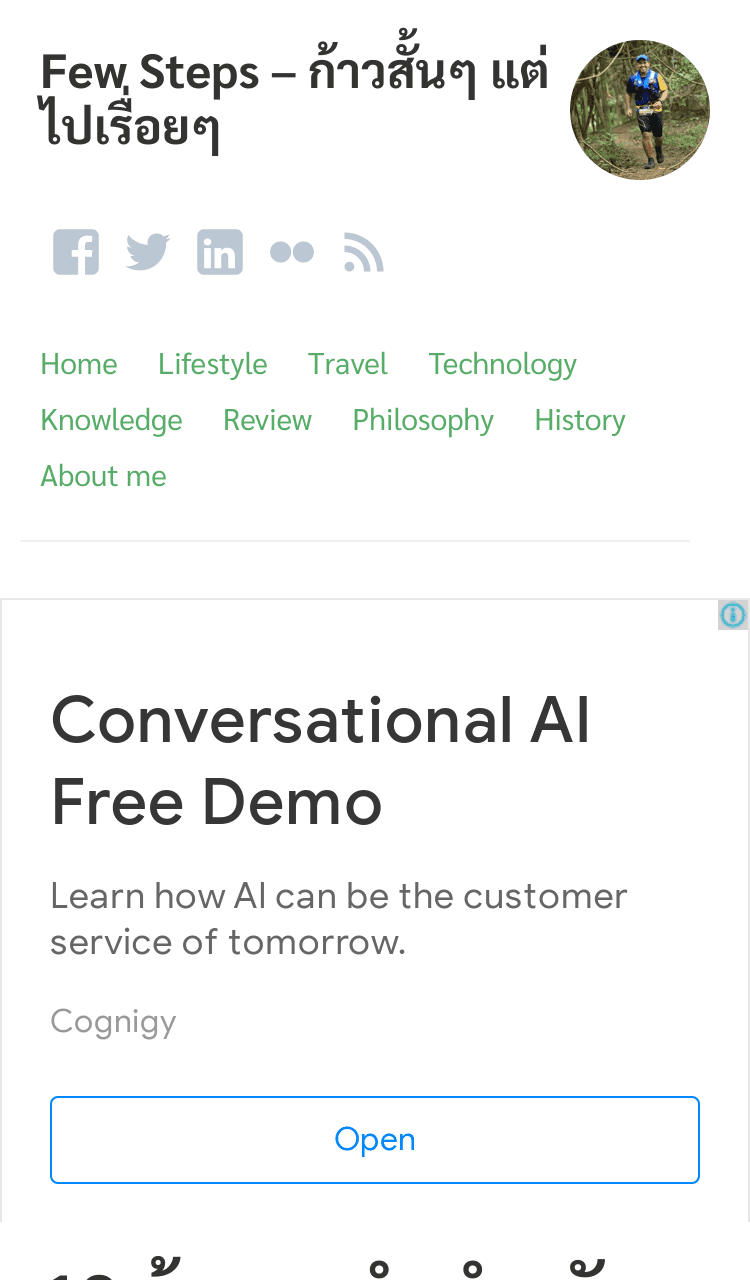 Few Steps – ก้าวสั้นๆ แต่
ไปเรื่อยๆ
Home Lifestyle Travel Technology
Knowledge Review Philosophy History
About me
Conversational AI
Free Demo
Learn how AI can be the customer
service of tomorrow.
Cognigy
Open